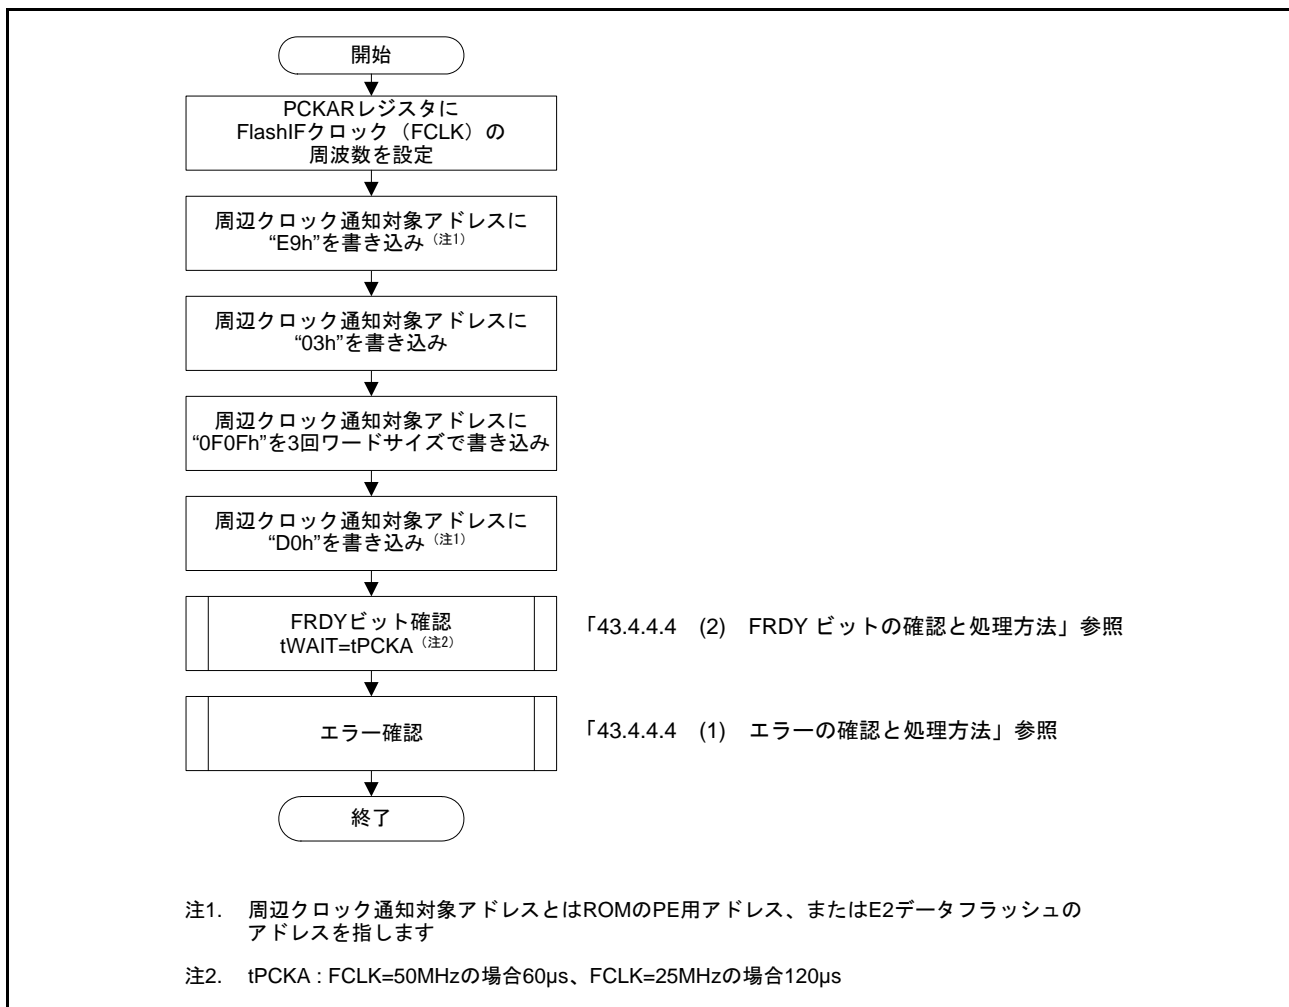 開始
PCKARレジスタに
FlashIFクロック（FCLK）の
周波数を設定
周辺クロック通知対象アドレスに
“E9h”を書き込み（注1）
周辺クロック通知対象アドレスに
“03h”を書き込み
周辺クロック通知対象アドレスに
“0F0Fh”を3回ワードサイズで書き込み
周辺クロック通知対象アドレスに
“D0h”を書き込み（注1）
FRDYビット確認
tWAIT=tPCKA（注2）
「43.4.4.4　(2)　FRDY ビットの確認と処理方法」参照
エラー確認
「43.4.4.4　(1)　エラーの確認と処理方法」参照
終了
注1.　周辺クロック通知対象アドレスとはROMのPE用アドレス、またはE2データフラッシュの
アドレスを指します
注2.　tPCKA : FCLK=50MHzの場合60μs、FCLK=25MHzの場合120μs